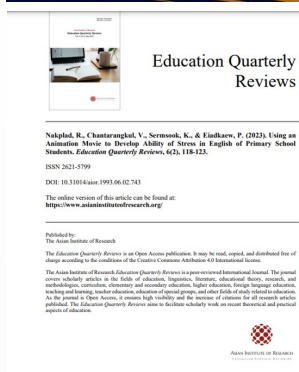 Education Quarterly
Reviews
Nakplad, R., Chantarangkul, V., Sermsook, K., & Eiadkaew, P. (2023). Using an
Animation Movie to Develop Ability of Stress in English of Primary School
Students. Education Quarterly Reviews, 6(2), 118-123.
ISSN 2621-5799
DOI: 10.31014/aior.1993.06.02.743
The online version of this article can be found at:
https://www.asianinstituteofresearch.org/
Published by:
The Asian Institute of Research
The Education Quarterly Reviews is an Open Access publication. It may be read, copied, and distributed free of
charge according to the conditions of the Creative Commons Attribution 4.0 International license.
The Asian Institute of Research Education Quarterly Reviews is a peer-reviewed International Journal. The journal
covers scholarly articles in the fields of education, linguistics, literature, educational theory, research, and
methodologies, curriculum, elementary and secondary education, higher education, foreign language education,
teaching and learning, teacher education, education of special groups, and other fields of study related to education.
As the journal is Open Access, it ensures high visibility and the increase of citations for all research articles
published. The Education Quarterly Reviews aims to facilitate scholarly work on recent theoretical and practical
aspects of education.
ASIAN INSTITUTE OF RESEARCH